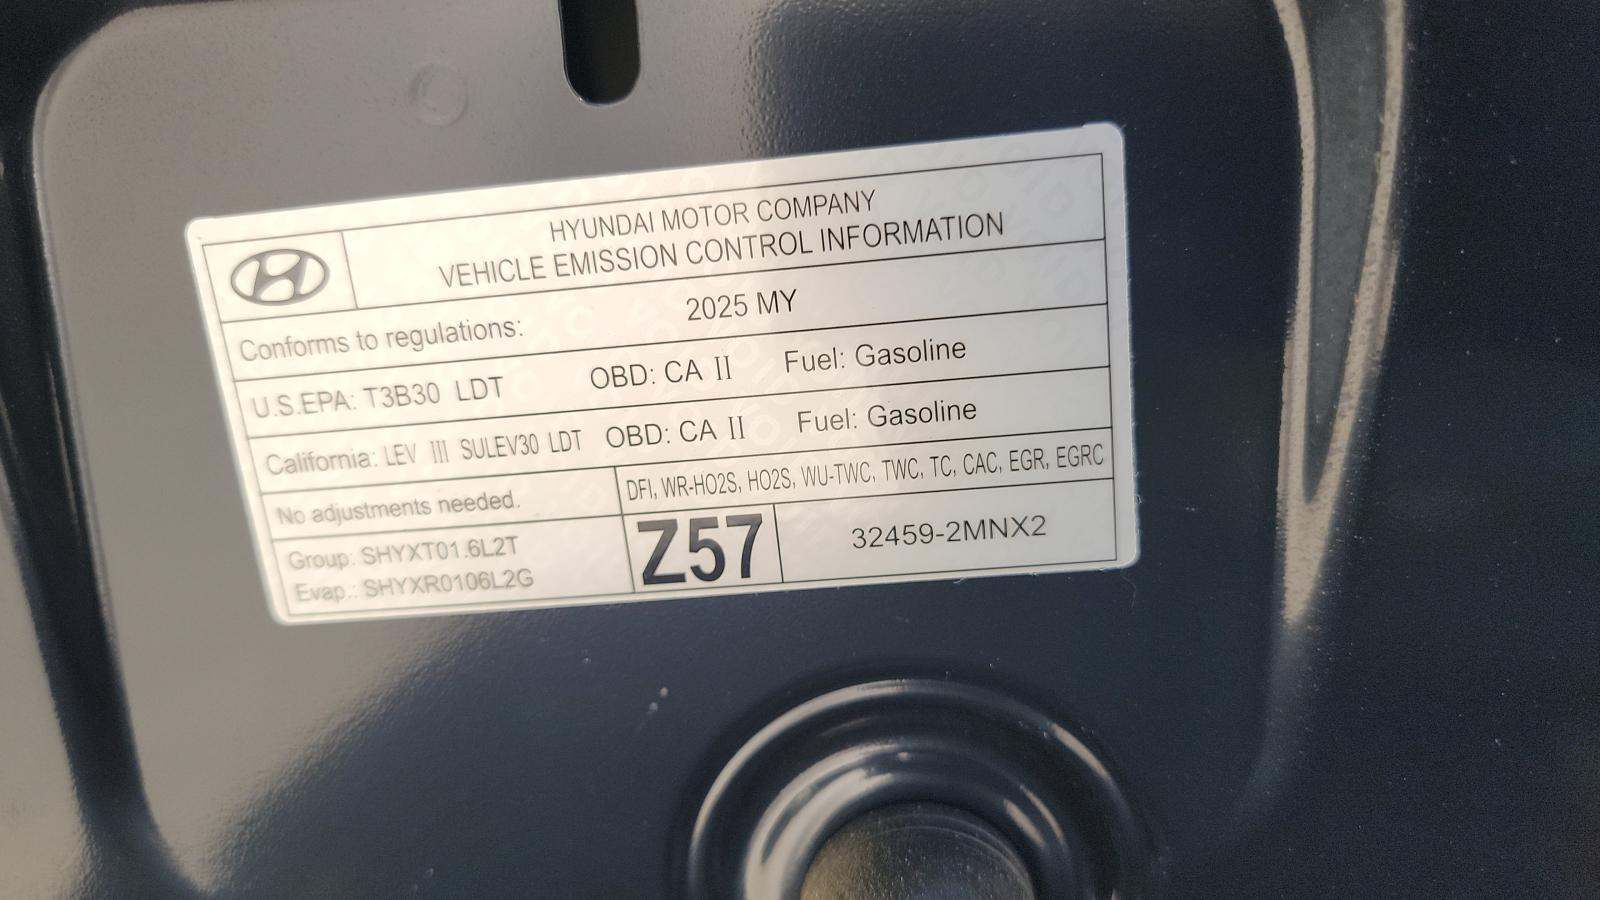 HYUNDAI MOTOR COMPANY
VEHICLE EMISSION CONTROL INFORMATION
Conforms to regulations: 2025 MY
U.S.EPA: T3B30 LDT OBD: CA II Fuel: Gasoline
California: LEV III SULEV30 LDT OBD: CA II Fuel: Gasoline
No adjustments needed. DFI, WR-HO2S, HO2S, WU-TWC, TWC, TC, CAC, EGR, EGRC
Group: SHYXT01.6L2T
Evap.: SHYXR0106L2G
Z57 32459-2MNX2